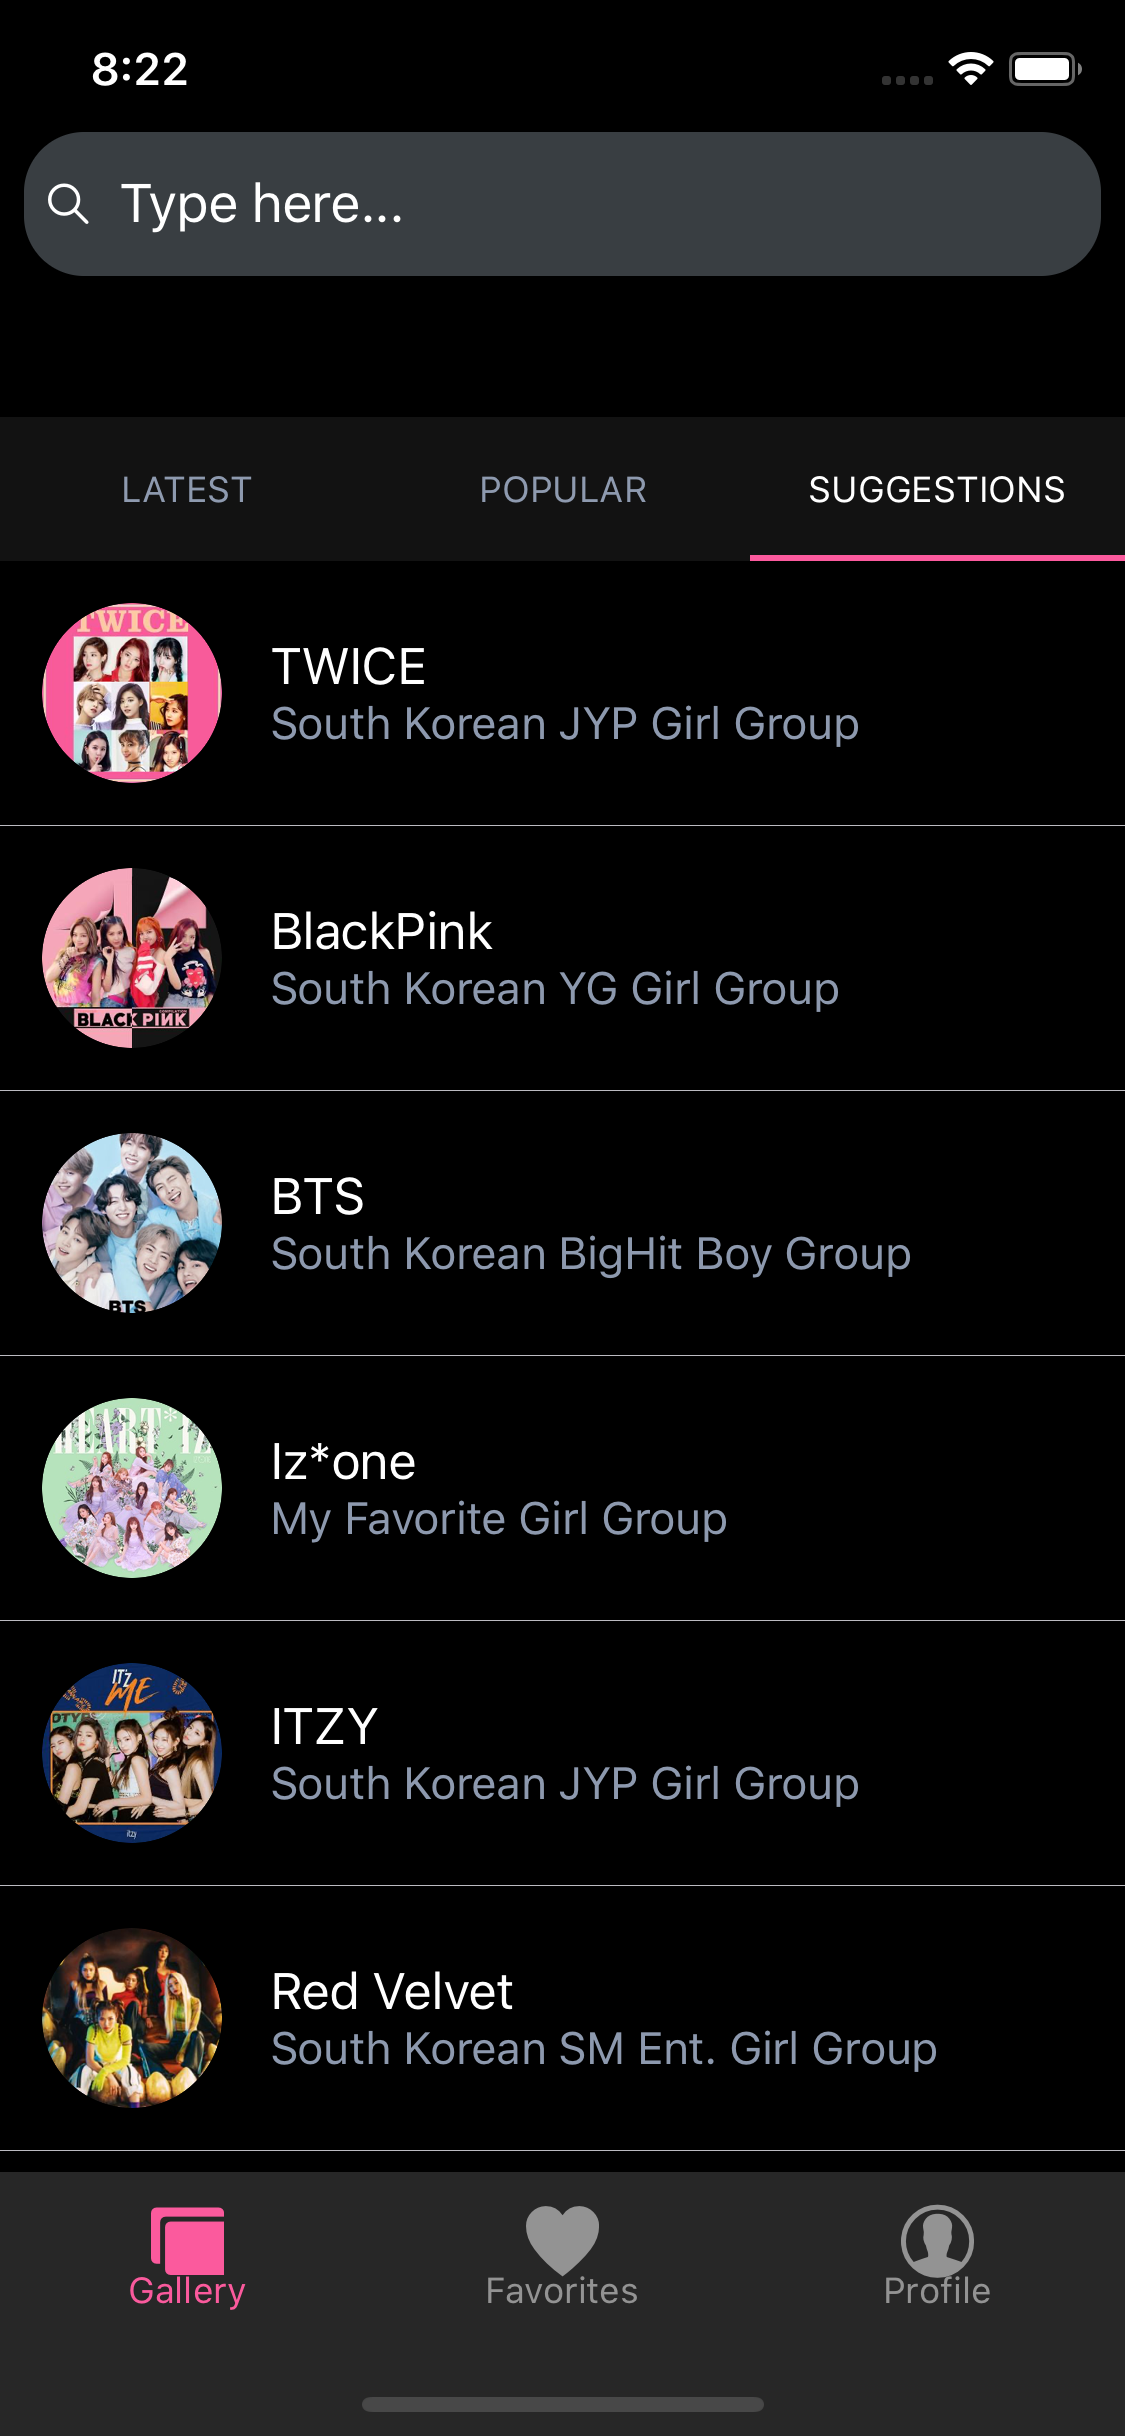 8:22
Type here...
LATEST
POPULAR
SUGGESTIONS
TWICE
TWICE
South Korean JYP Girl Group
BLACKPINK
BlackPink
South Korean YG Girl Group
BTS
BTS
South Korean BigHit Boy Group
HEART*IZ
Iz*one
My Favorite Girl Group
IT'z
ME
itzy
ITZY
South Korean JYP Girl Group
Red Velvet
South Korean SM Ent. Girl Group
Gallery
Favorites
Profile